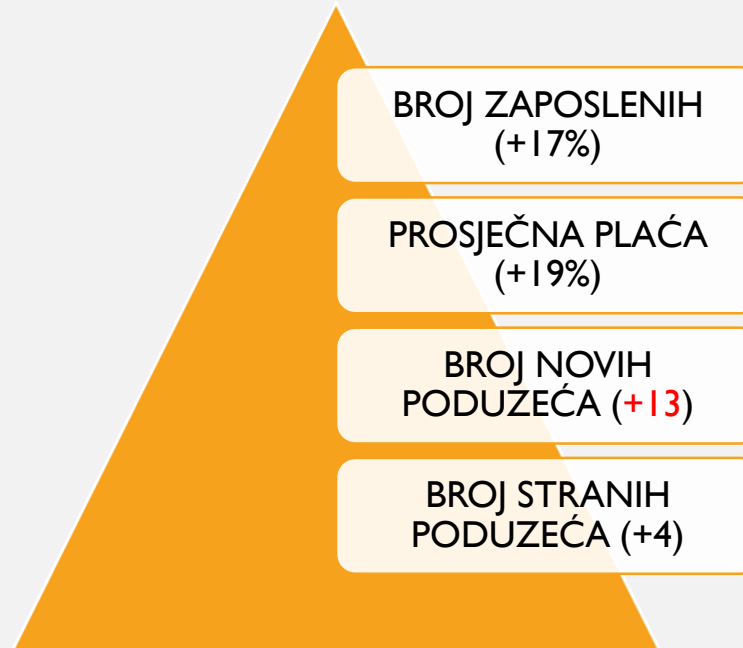 BROJ ZAPOSLENIH
(+17%)
PROSJEČNA PLAĆA
(+19%)
BROJ NOVIH
PODUZEĆA (+13)
BROJ STRANIH
PODUZEĆA (+4)